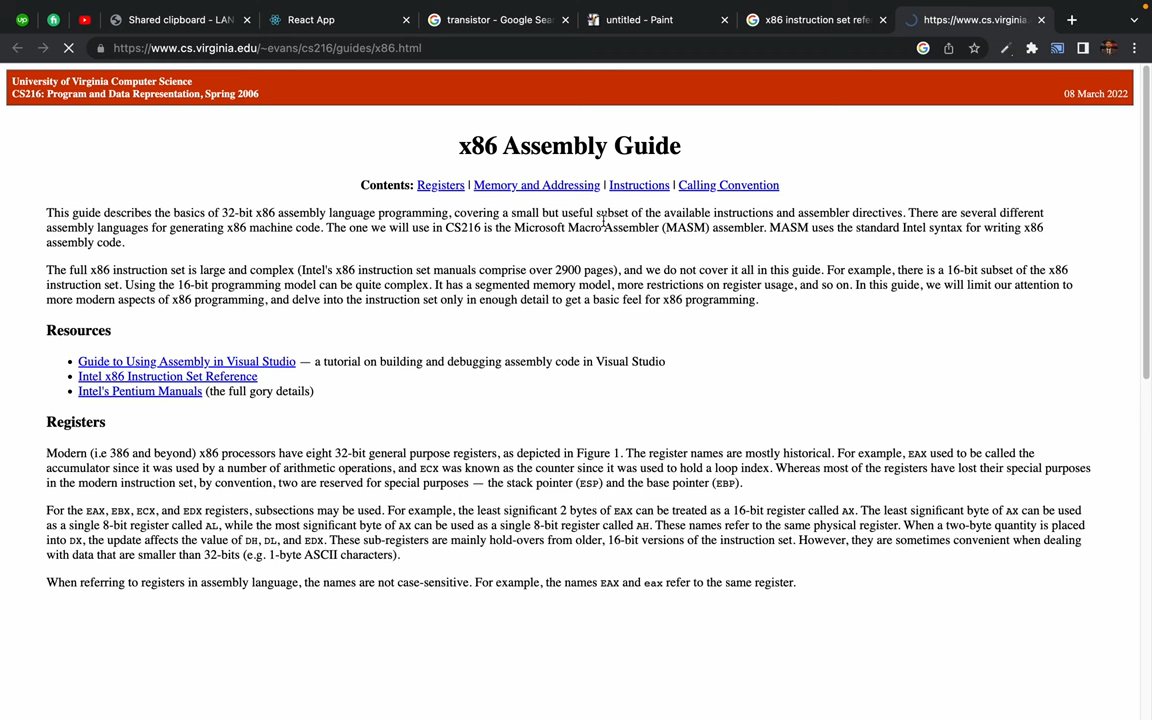 Shared clipboard - LAN
React App
transistor - Google Sea
untitled - Paint
x86 instruction set refe
https://www.cs.virginia.
https://www.cs.virginia.edu/~evans/cs216/guides/x86.html
University of Virginia Computer Science
CS216: Program and Data Representation, Spring 2006
08 March 2022
x86 Assembly Guide
Contents: Registers | Memory and Addressing | Instructions | Calling Convention
This guide describes the basics of 32-bit x86 assembly language programming, covering a small but useful subset of the available instructions and assembler directives. There are several different
assembly languages for generating x86 machine code. The one we will use in CS216 is the Microsoft Macro Assembler (MASM) assembler. MASM uses the standard Intel syntax for writing x86
assembly code.
The full x86 instruction set is large and complex (Intel's x86 instruction set manuals comprise over 2900 pages), and we do not cover it all in this guide. For example, there is a 16-bit subset of the x86
instruction set. Using the 16-bit programming model can be quite complex. It has a segmented memory model, more restrictions on register usage, and so on. In this guide, we will limit our attention to
more modern aspects of x86 programming, and delve into the instruction set only in enough detail to get a basic feel for x86 programming.
Resources
• Guide to Using Assembly in Visual Studio — a tutorial on building and debugging assembly code in Visual Studio
• Intel x86 Instruction Set Reference
• Intel's Pentium Manuals (the full gory details)
Registers
Modern (i.e 386 and beyond) x86 processors have eight 32-bit general purpose registers, as depicted in Figure 1. The register names are mostly historical. For example, EAX used to be called the
accumulator since it was used by a number of arithmetic operations, and ECX was known as the counter since it was used to hold a loop index. Whereas most of the registers have lost their special purposes
in the modern instruction set, by convention, two are reserved for special purposes — the stack pointer (ESP) and the base pointer (EBP).
For the EAX, EBX, ECX, and EDX registers, subsections may be used. For example, the least significant 2 bytes of EAX can be treated as a 16-bit register called AX. The least significant byte of AX can be used
as a single 8-bit register called AL, while the most significant byte of AX can be used as a single 8-bit register called AH. These names refer to the same physical register. When a two-byte quantity is placed
into DX, the update affects the value of DH, DL, and EDX. These sub-registers are mainly hold-overs from older, 16-bit versions of the instruction set. However, they are sometimes convenient when dealing
with data that are smaller than 32-bits (e.g. 1-byte ASCII characters).
When referring to registers in assembly language, the names are not case-sensitive. For example, the names EAX and eax refer to the same register.